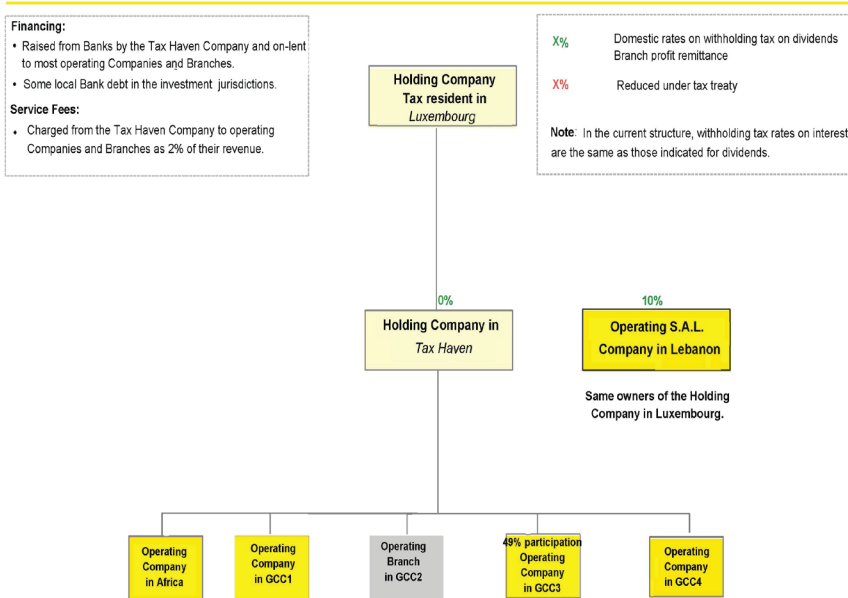 Financing:
• Raised from Banks by the Tax Haven Company and on-lent
to most operating Companies and Branches.
• Some local Bank debt in the investment jurisdictions.
Service Fees:
• Charged from the Tax Haven Company to operating
Companies and Branches as 2% of their revenue.
Holding Company
Tax resident in
Luxembourg
X% Domestic rates on withholding tax on dividends
Branch profit remittance
X% Reduced under tax treaty
Note: In the current structure, withholding tax rates on interest
are the same as those indicated for dividends.
0%
Holding Company in
Tax Haven
10%
Operating S.A.L.
Company in Lebanon
Same owners of the Holding
Company in Luxembourg.
Operating
Company
in Africa
Operating
Company
in GCC1
Operating
Branch
in GCC2
49% participation
Operating
Company
in GCC3
Operating
Company
in GCC4